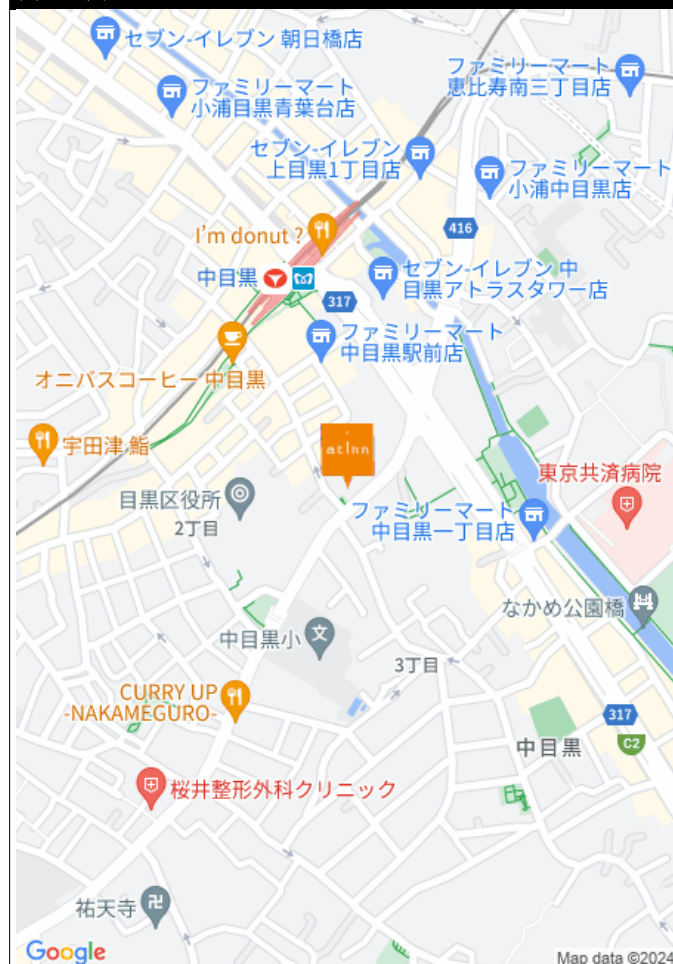 セブン-イレブン 朝日橋店
ファミリーマート
恵比寿南三丁目店
ファミリーマート
小浦目黒青葉台店
セブン-イレブン
上目黒1丁目店
ファミリーマート
小浦中目黒店
I'm donut ?
416
中目黒
セブン-イレブン 中
目黒アトラスタワー店
317
ファミリーマート
中目黒駅前店
オニバスコーヒー 中目黒
宇田津 鮨
atInn
東京共済病院
目黒区役所
2丁目
ファミリーマート
中目黒一丁目店
なかめ公園橋
中目黒小
文
3丁目
CURRY UP
-NAKAMEGURO-
317
C2
中目黒
桜井整形外科クリニック
祐天寺
卍
Google
Map data ©2024